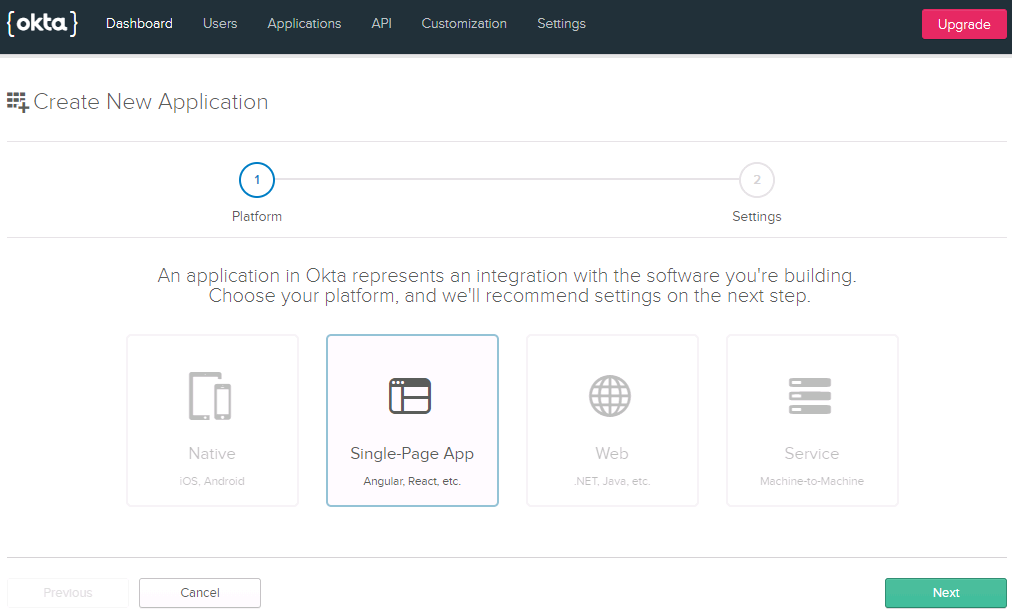 {okta}
Dashboard Users Applications API Customization Settings Upgrade
Create New Application
1 2
Platform Settings
An application in Okta represents an integration with the software you're building.
Choose your platform, and we'll recommend settings on the next step.
Native Single-Page App Web Service
iOS, Android Angular, React, etc. .NET, Java, etc. Machine-to-Machine
Previous Cancel Next